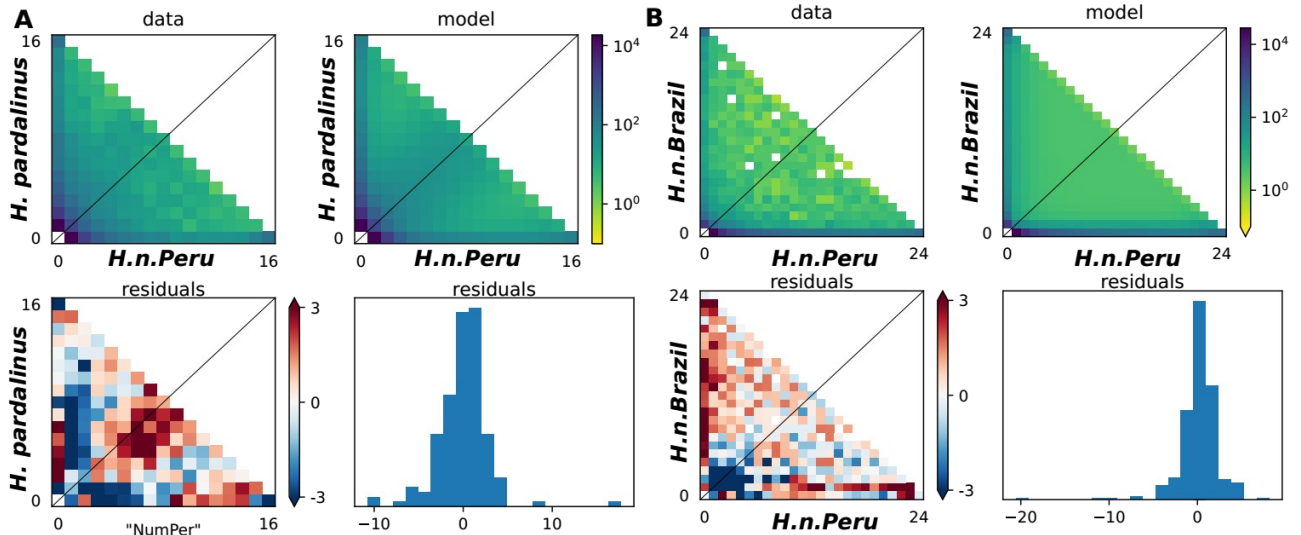 A
data
model
16
16
H. pardalinus
H. pardalinus
10^4
10^2
10^0
0
0
0
16
0
16
H.n.Peru
H.n.Peru
residuals
residuals
16
H. pardalinus
3
0
-3
0
0
16
"NumPer"
−10
0
10
B
data
model
24
24
H.n.Brazil
H.n.Brazil
10^4
10^2
10^0
0
0
0
24
0
24
H.n.Peru
H.n.Peru
residuals
residuals
24
H.n.Brazil
3
0
-3
0
0
24
H.n.Peru
−20
−10
0